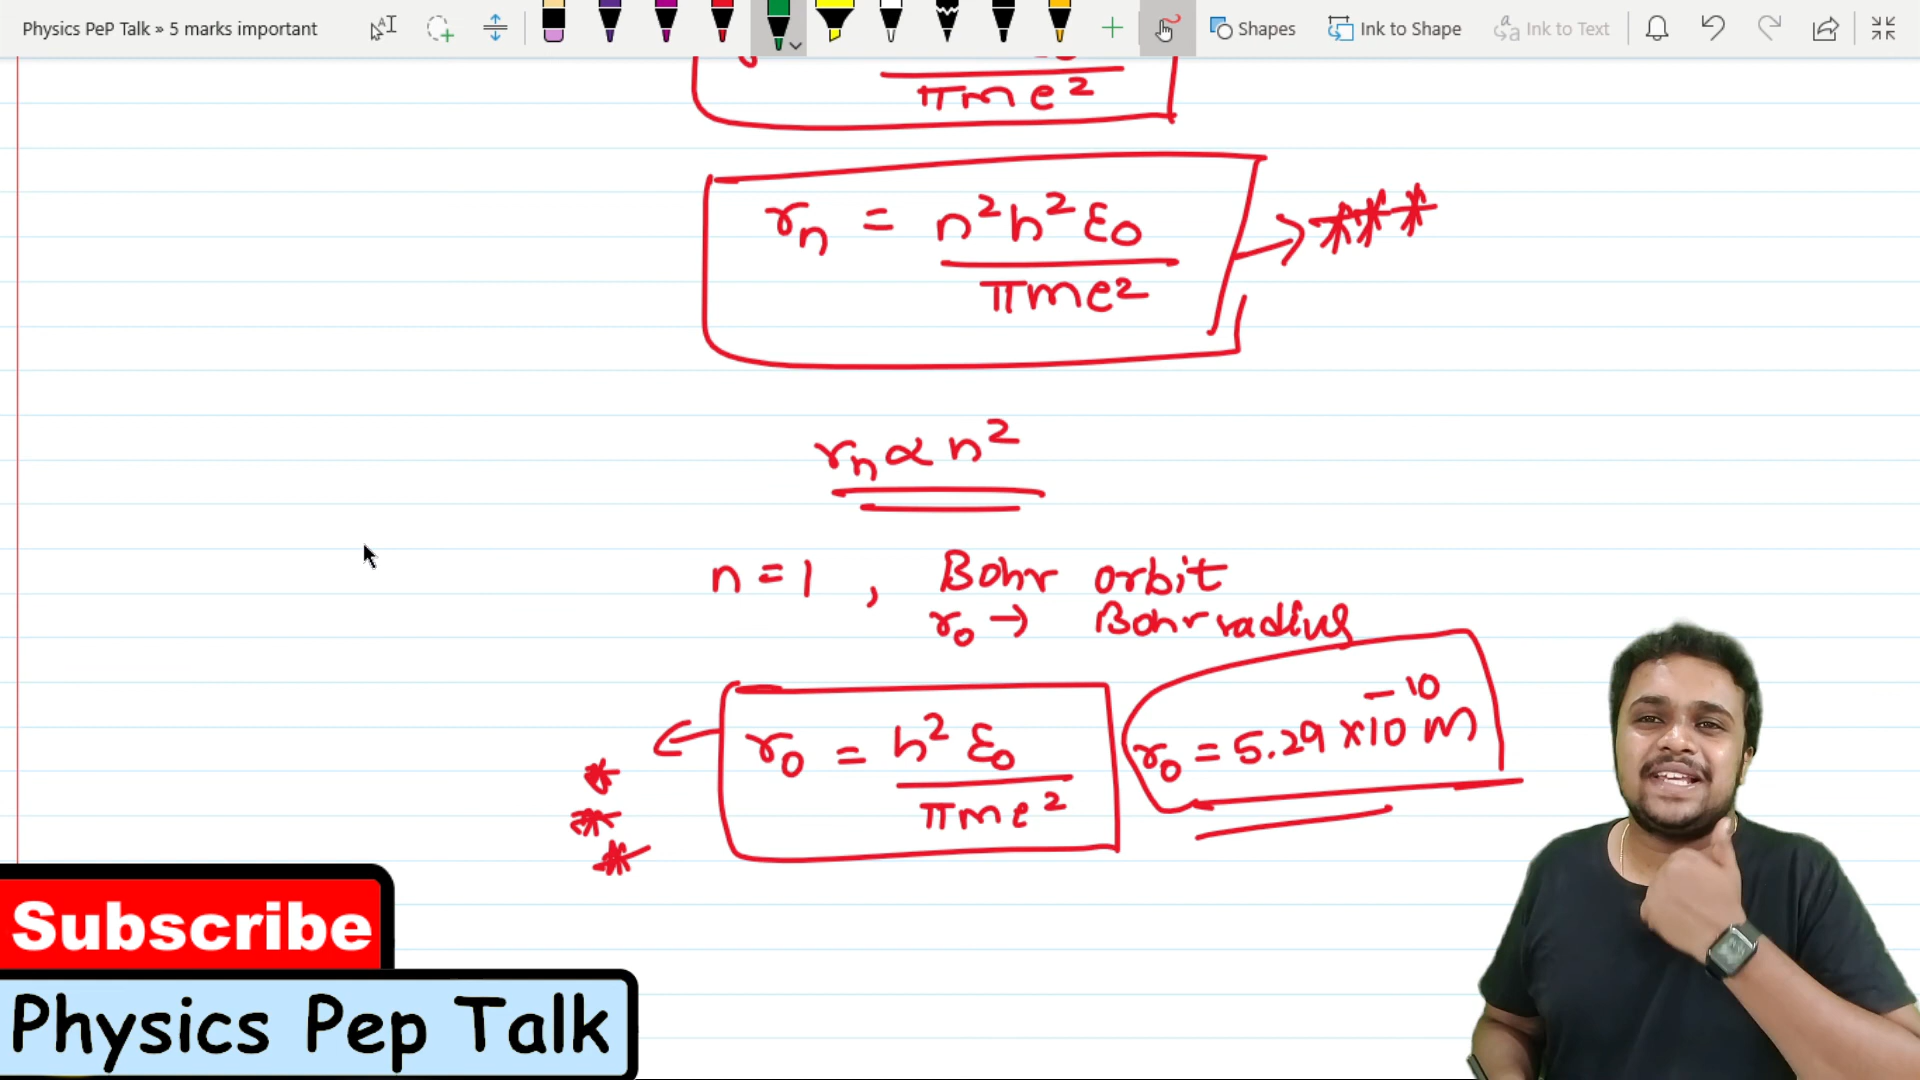 Physics PeP Talk » 5 marks important
Shapes
Ink to Shape
Ink to Text
πme²
rₙ = n²h²ε₀
πme²
→ ***
rₙ ∝ n²
n = 1 , Bohr orbit
r₀ → Bohr radius
r₀ = h² ε₀
πme²
r₀ = 5.29 ×10⁻¹⁰ m
Subscribe
Physics Pep Talk